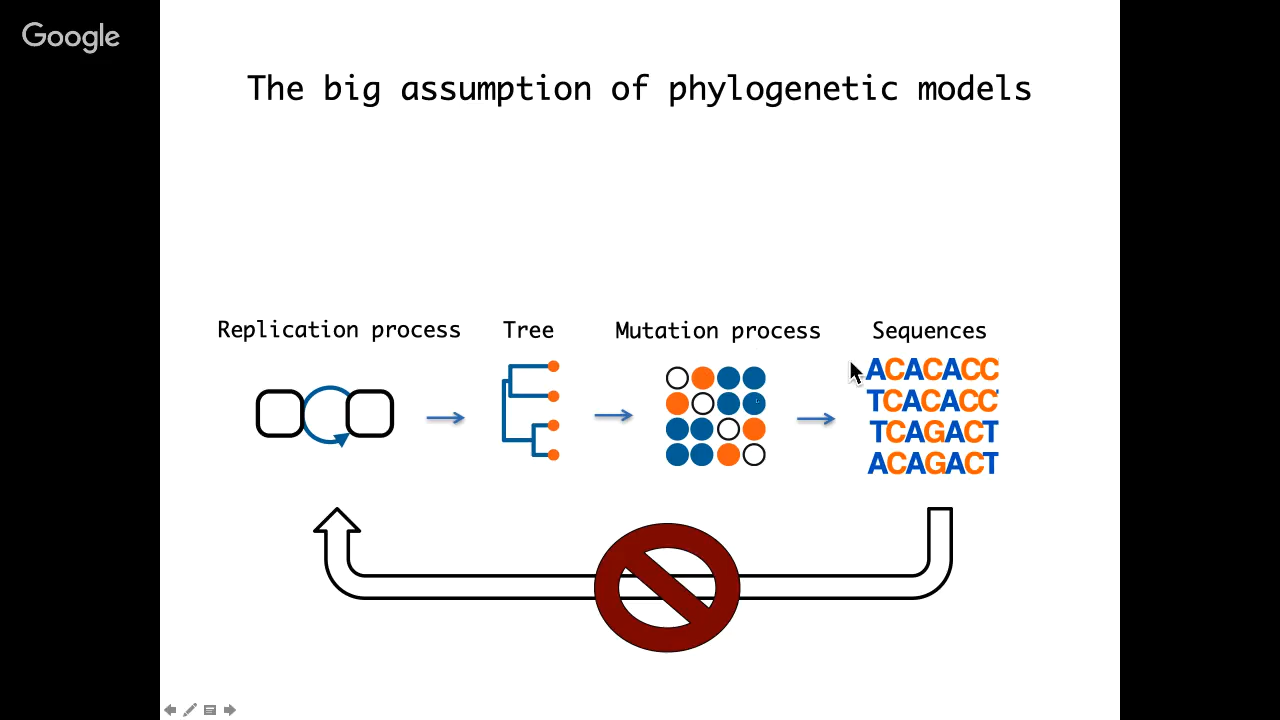 Google
The big assumption of phylogenetic models
Replication process
Tree
Mutation process
Sequences
ACACACC
TCACACC
TCAGACT
ACAGACT